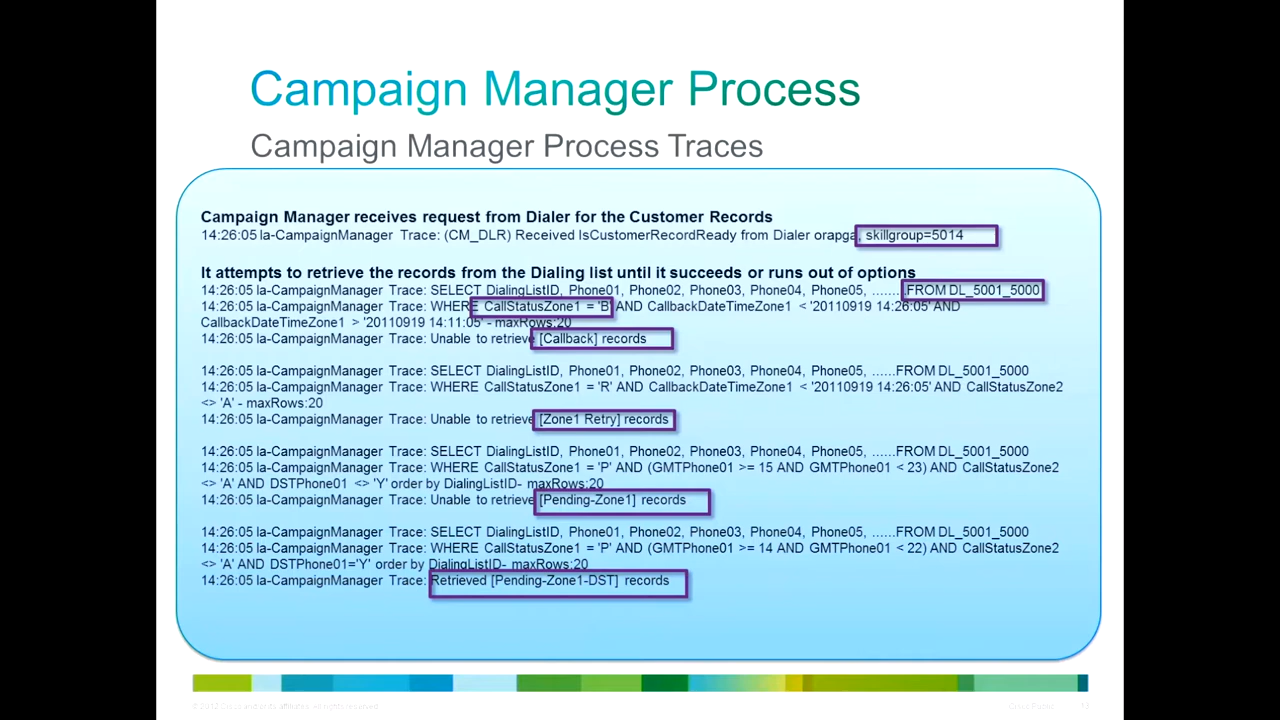 Campaign Manager Process
Campaign Manager Process Traces
Campaign Manager receives request from Dialer for the Customer Records
14:26:05 la-CampaignManager Trace: (CM_DLR) Received IsCustomerRecordReady from Dialer orapga, skillgroup=5014
It attempts to retrieve the records from the Dialing list until it succeeds or runs out of options
14:26:05 la-CampaignManager Trace: SELECT DialingListID, Phone01, Phone02, Phone03, Phone04, Phone05, ........FROM DL_5001_5000
14:26:05 la-CampaignManager Trace: WHERE CallStatusZone1 = 'B' AND CallbackDateTimeZone1 < '20110919 14:26:05' AND
CallbackDateTimeZone1 > '20110919 14:11:05' - maxRows:20
14:26:05 la-CampaignManager Trace: Unable to retrieve [Callback] records
14:26:05 la-CampaignManager Trace: SELECT DialingListID, Phone01, Phone02, Phone03, Phone04, Phone05, ......FROM DL_5001_5000
14:26:05 la-CampaignManager Trace: WHERE CallStatusZone1 = 'R' AND CallbackDateTimeZone1 < '20110919 14:26:05' AND CallStatusZone2
<> 'A' - maxRows:20
14:26:05 la-CampaignManager Trace: Unable to retrieve [Zone1 Retry] records
14:26:05 la-CampaignManager Trace: SELECT DialingListID, Phone01, Phone02, Phone03, Phone04, Phone05, ......FROM DL_5001_5000
14:26:05 la-CampaignManager Trace: WHERE CallStatusZone1 = 'P' AND (GMTPhone01 >= 15 AND GMTPhone01 < 23) AND CallStatusZone2
<> 'A' AND DSTPhone01 <> 'Y' order by DialingListID- maxRows:20
14:26:05 la-CampaignManager Trace: Unable to retrieve [Pending-Zone1] records
14:26:05 la-CampaignManager Trace: SELECT DialingListID, Phone01, Phone02, Phone03, Phone04, Phone05, ......FROM DL_5001_5000
14:26:05 la-CampaignManager Trace: WHERE CallStatusZone1 = 'P' AND (GMTPhone01 >= 14 AND GMTPhone01 < 22) AND CallStatusZone2
<> 'A' AND DSTPhone01='Y' order by DialingListID- maxRows:20
14:26:05 la-CampaignManager Trace: Retrieved [Pending-Zone1-DST] records
© 2012 Cisco and/or its affiliates. All rights reserved.
Cisco Public